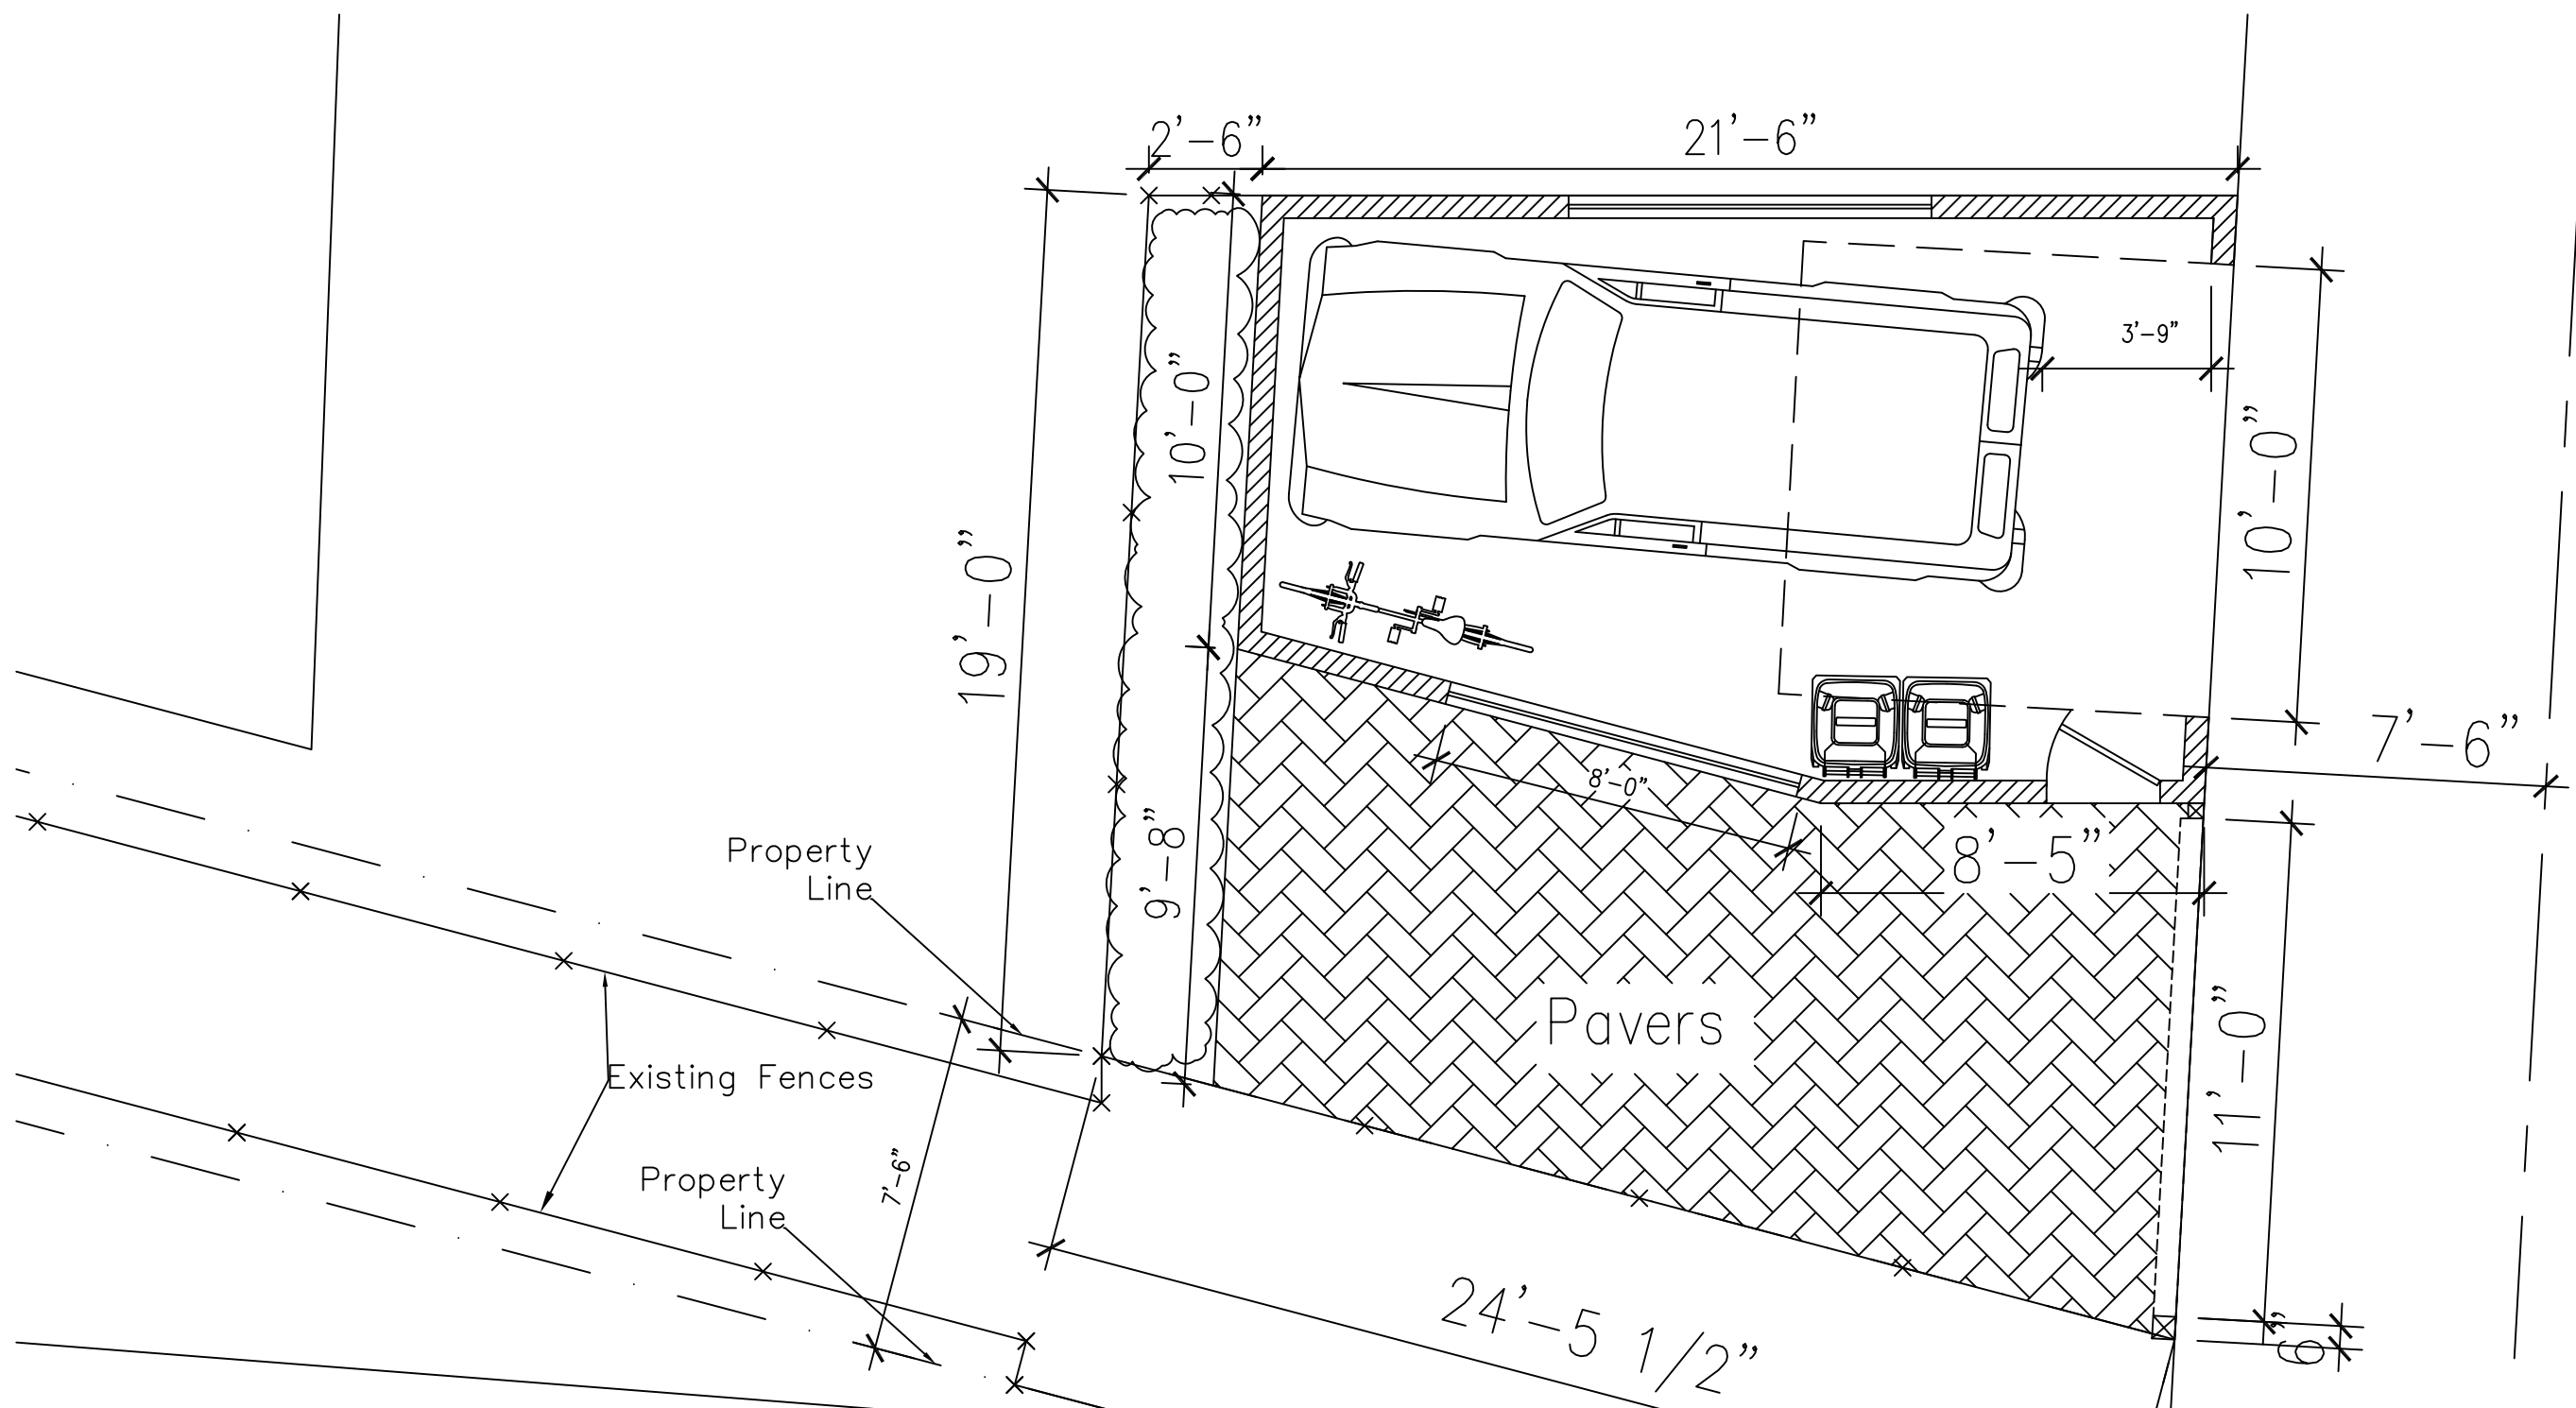 2'-6"
21'-6"
3'-9"
10'-0"
10'-0"
19'-0"
7'-6"
8'-0"
9'-8"
8'-5"
Property
Line
Pavers
11'-0"
Existing Fences
7'-6"
Property
Line
24'-5 1/2"
6"